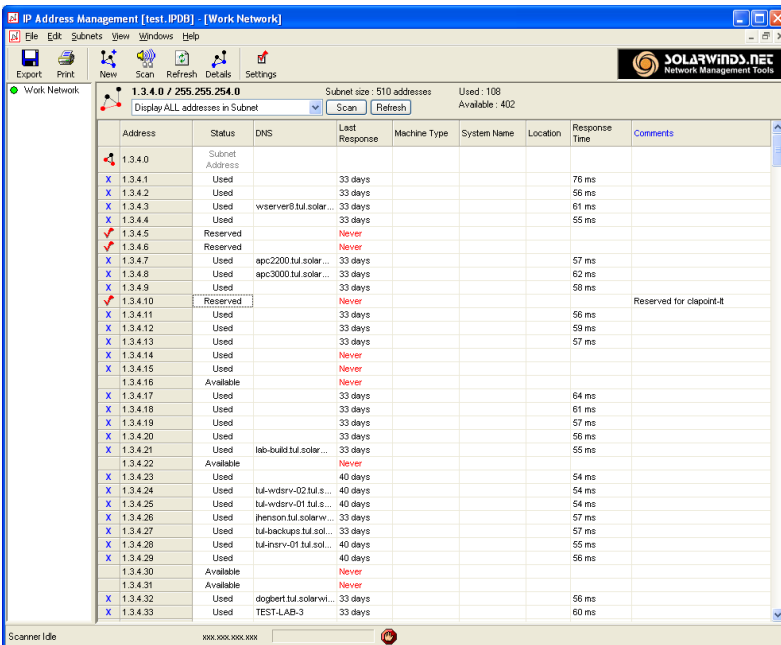 IP Address Management [test.IPDB] - [Work Network]
File Edit Subnets View Windows Help
Export Print New Scan Refresh Details Settings
SOLARWINDS.NET
Network Management Tools
Work Network
1.3.4.0 / 255.255.254.0 Subnet size : 510 addresses Used : 108
Display ALL addresses in Subnet Scan Refresh Available : 402
Address Status DNS Last Response Machine Type System Name Location Response Time Comments
1.3.4.0 Subnet Address
X 1.3.4.1 Used 33 days 76 ms
X 1.3.4.2 Used 33 days 56 ms
X 1.3.4.3 Used wserver8.tul.solar... 33 days 61 ms
X 1.3.4.4 Used 33 days 55 ms
1.3.4.5 Reserved Never
1.3.4.6 Reserved Never
X 1.3.4.7 Used apc2200.tul.solar... 33 days 57 ms
X 1.3.4.8 Used apc3000.tul.solar... 33 days 62 ms
X 1.3.4.9 Used 33 days 58 ms
1.3.4.10 Reserved Never Reserved for clapoint-lt
X 1.3.4.11 Used 33 days 56 ms
X 1.3.4.12 Used 33 days 59 ms
X 1.3.4.13 Used 33 days 57 ms
X 1.3.4.14 Used Never
X 1.3.4.15 Used Never
1.3.4.16 Available Never
X 1.3.4.17 Used 33 days 64 ms
X 1.3.4.18 Used 33 days 61 ms
X 1.3.4.19 Used 33 days 57 ms
X 1.3.4.20 Used 33 days 56 ms
X 1.3.4.21 Used lab-build.tul.solar... 33 days 55 ms
1.3.4.22 Available Never
X 1.3.4.23 Used 40 days 54 ms
X 1.3.4.24 Used tul-wdsrv-02.tul.s... 40 days 54 ms
X 1.3.4.25 Used tul-wdsrv-01.tul.s... 40 days 54 ms
X 1.3.4.26 Used jhenson.tul.solarw... 33 days 57 ms
X 1.3.4.27 Used tul-backups.tul.sol... 33 days 57 ms
X 1.3.4.28 Used tul-insrv-01.tul.sol... 40 days 55 ms
X 1.3.4.29 Used 40 days 56 ms
1.3.4.30 Available Never
1.3.4.31 Available Never
X 1.3.4.32 Used dogbert.tul.solarwi... 33 days 56 ms
X 1.3.4.33 Used TEST-LAB-3 33 days 60 ms
Scanner Idle xxx.xxx.xxx.xxx